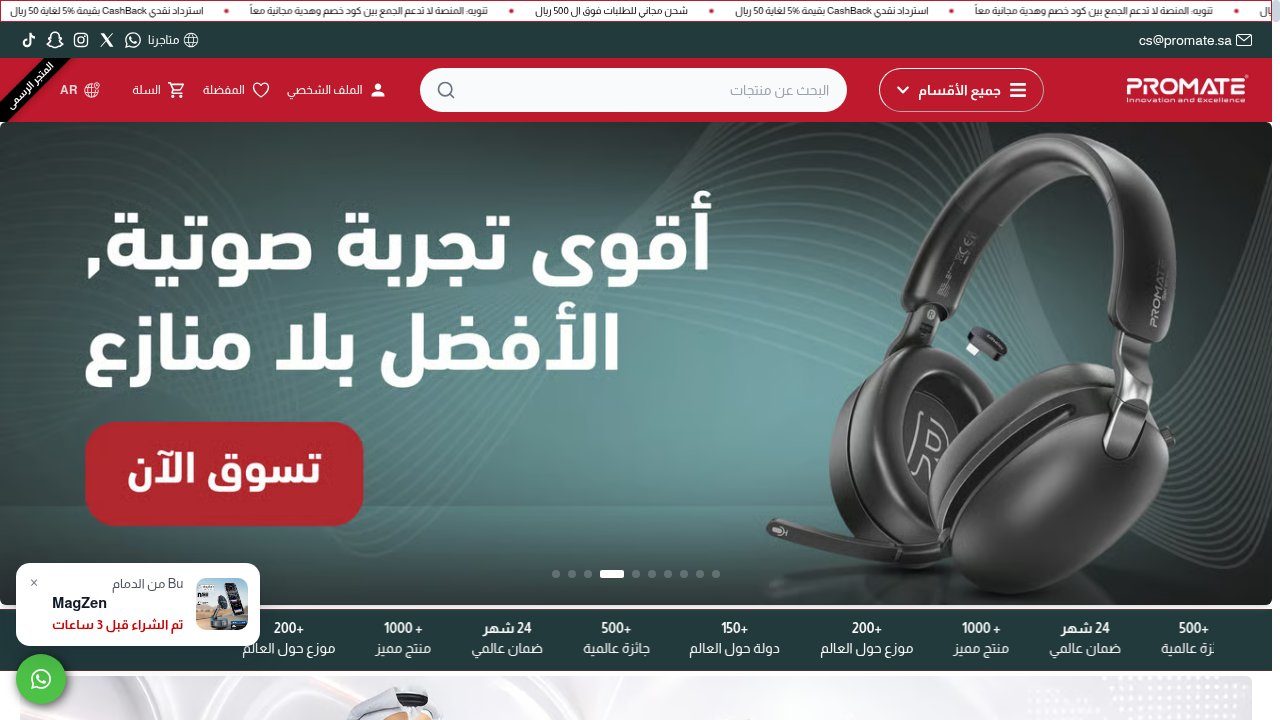 يال
تنويه: المنصة لا تدعم الجمع بين كود خصم وهدية مجانية معاً
استرداد نقدي CashBack بقيمة 5% لغاية 50 ريال
شحن مجاني للطلبات فوق ال 500 ريال
تنويه: المنصة لا تدعم الجمع بين كود خصم وهدية مجانية معاً
استرداد نقدي CashBack بقيمة 5% لغاية 50 ريال
cs@promate.sa
متاجرنا
PROMATE
Innovation and Excellence
جميع الأقسام
البحث عن منتجات
الملف الشخصي
المفضلة
السلة
AR
المتجر الرسمي
أقوى تجربة صوتية,
الأفضل بلا منازع
تسوق الآن
PROMATE
Bu من الدمام
MagZen
تم الشراء قبل 3 ساعات
×
+500
جائزة عالمية
24 شهر
ضمان عالمي
1000 +
منتج مميز
+200
موزع حول العالم
+150
دولة حول العالم
+500
جائزة عالمية
24 شهر
ضمان عالمي
1000 +
منتج مميز
+200
موزع حول العالم